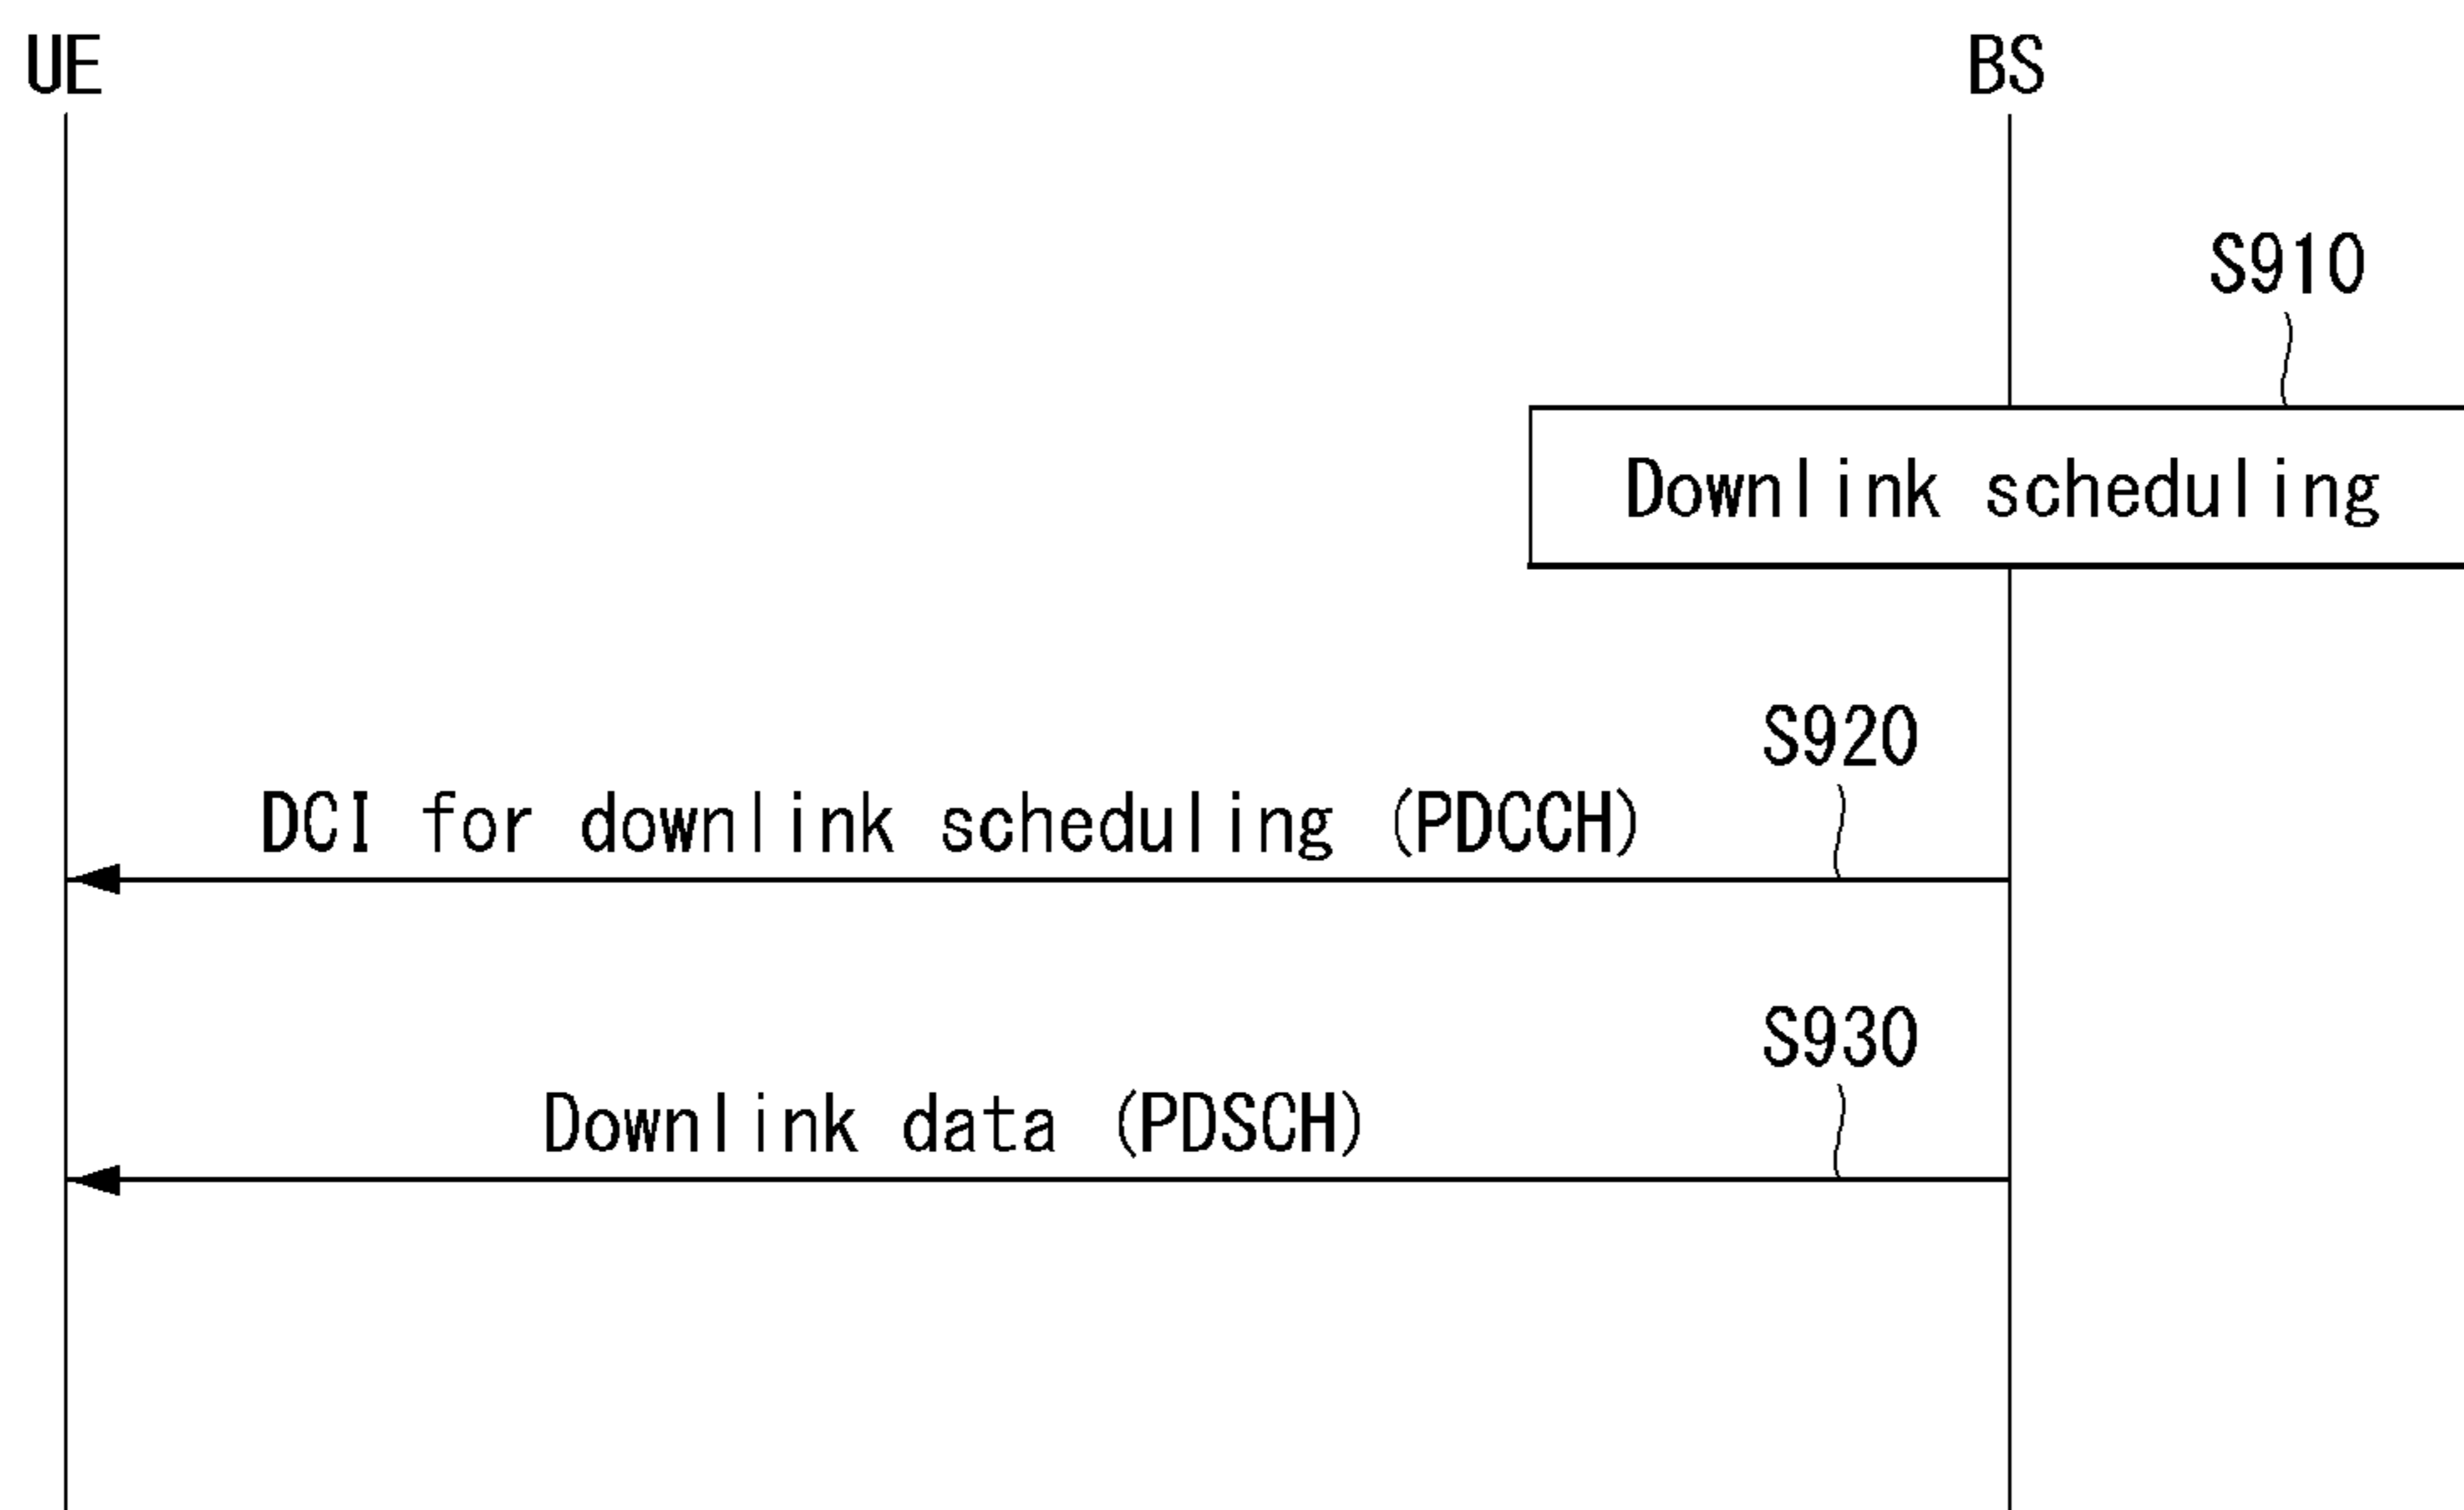 UE
BS
S910
Downlink scheduling
S920
DCI for downlink scheduling (PDCCH)
S930
Downlink data (PDSCH)